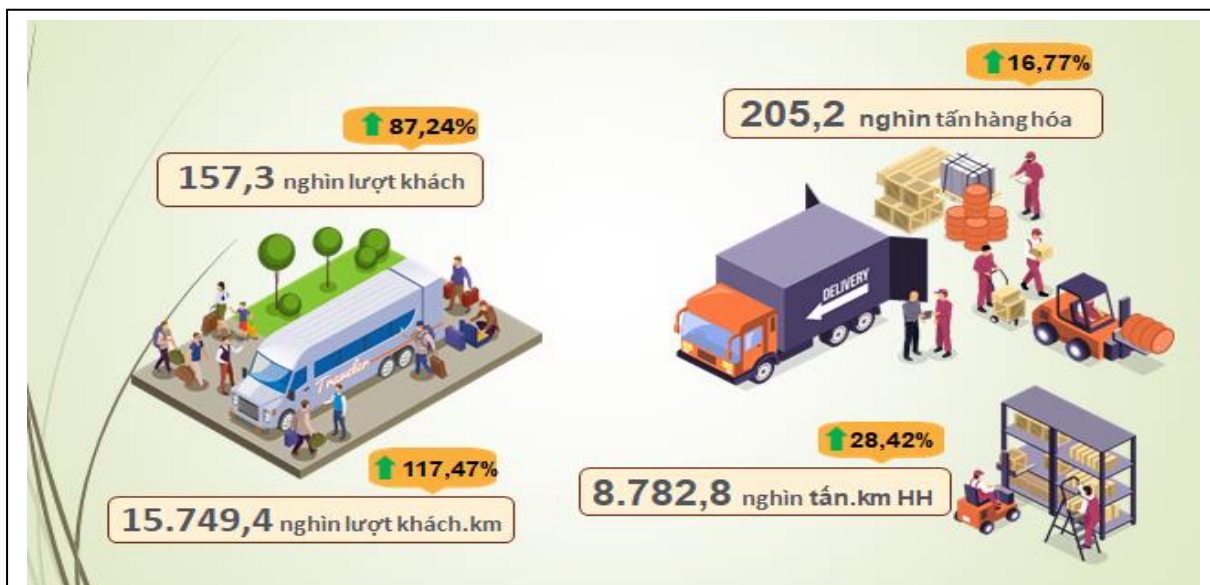 87,24%
157,3 nghìn lượt khách
117,47%
15.749,4 nghìn lượt khách.km
16,77%
205,2 nghìn tấn hàng hóa
DELIVERY
Traveler
28,42%
8.782,8 nghìn tấn.km HH